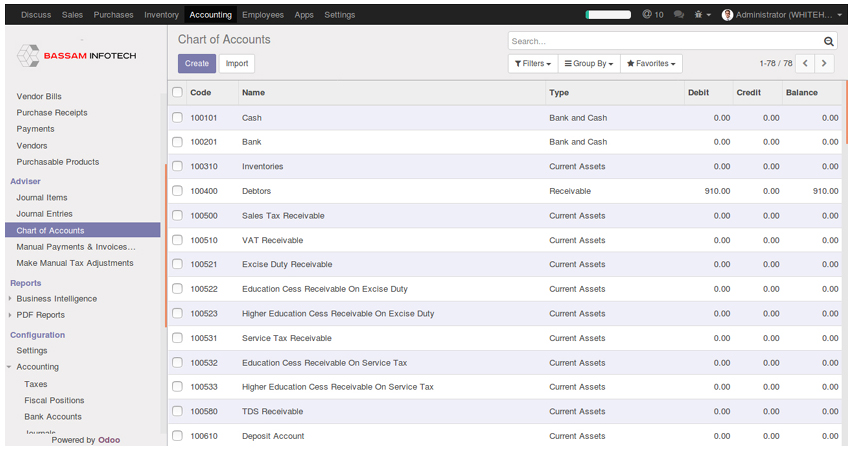 Discuss Sales Purchases Inventory Accounting Employees Apps Settings @ 10 Administrator (WHITEH...
BASSAM INFOTECH
Vendor Bills
Purchase Receipts
Payments
Vendors
Purchasable Products
Adviser
Journal Items
Journal Entries
Chart of Accounts
Manual Payments & Invoices...
Make Manual Tax Adjustments
Reports
Business Intelligence
PDF Reports
Configuration
Settings
Accounting
Taxes
Fiscal Positions
Bank Accounts
Journals
Powered by Odoo
Chart of Accounts
Search...
Create Import
Filters Group By Favorites 1-78 / 78
Code Name Type Debit Credit Balance
100101 Cash Bank and Cash 0.00 0.00 0.00
100201 Bank Bank and Cash 0.00 0.00 0.00
100310 Inventories Current Assets 0.00 0.00 0.00
100400 Debtors Receivable 910.00 0.00 910.00
100500 Sales Tax Receivable Current Assets 0.00 0.00 0.00
100510 VAT Receivable Current Assets 0.00 0.00 0.00
100521 Excise Duty Receivable Current Assets 0.00 0.00 0.00
100522 Education Cess Receivable On Excise Duty Current Assets 0.00 0.00 0.00
100523 Higher Education Cess Receivable On Excise Duty Current Assets 0.00 0.00 0.00
100531 Service Tax Receivable Current Assets 0.00 0.00 0.00
100532 Education Cess Receivable On Service Tax Current Assets 0.00 0.00 0.00
100533 Higher Education Cess Receivable On Service Tax Current Assets 0.00 0.00 0.00
100580 TDS Receivable Current Assets 0.00 0.00 0.00
100610 Deposit Account Current Assets 0.00 0.00 0.00